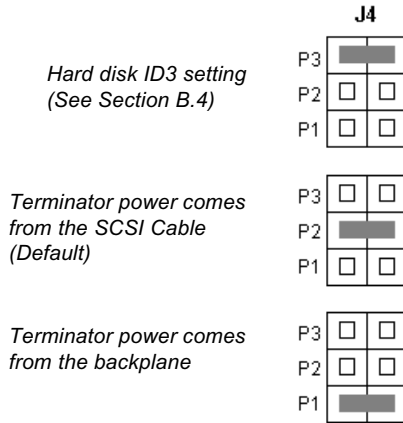 J4
Hard disk ID3 setting
(See Section B.4)
P3
P2
P1
Terminator power comes
from the SCSI Cable
(Default)
P3
P2
P1
Terminator power comes
from the backplane
P3
P2
P1